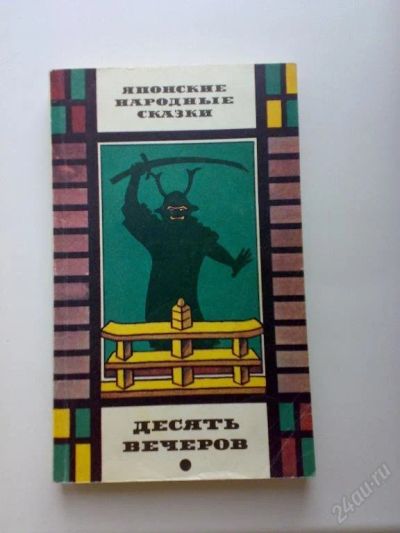 ЯПОНСКИЕ
НАРОДНЫЕ
СКАЗКИ
ДЕСЯТЬ
ВЕЧЕРОВ
24au.ru